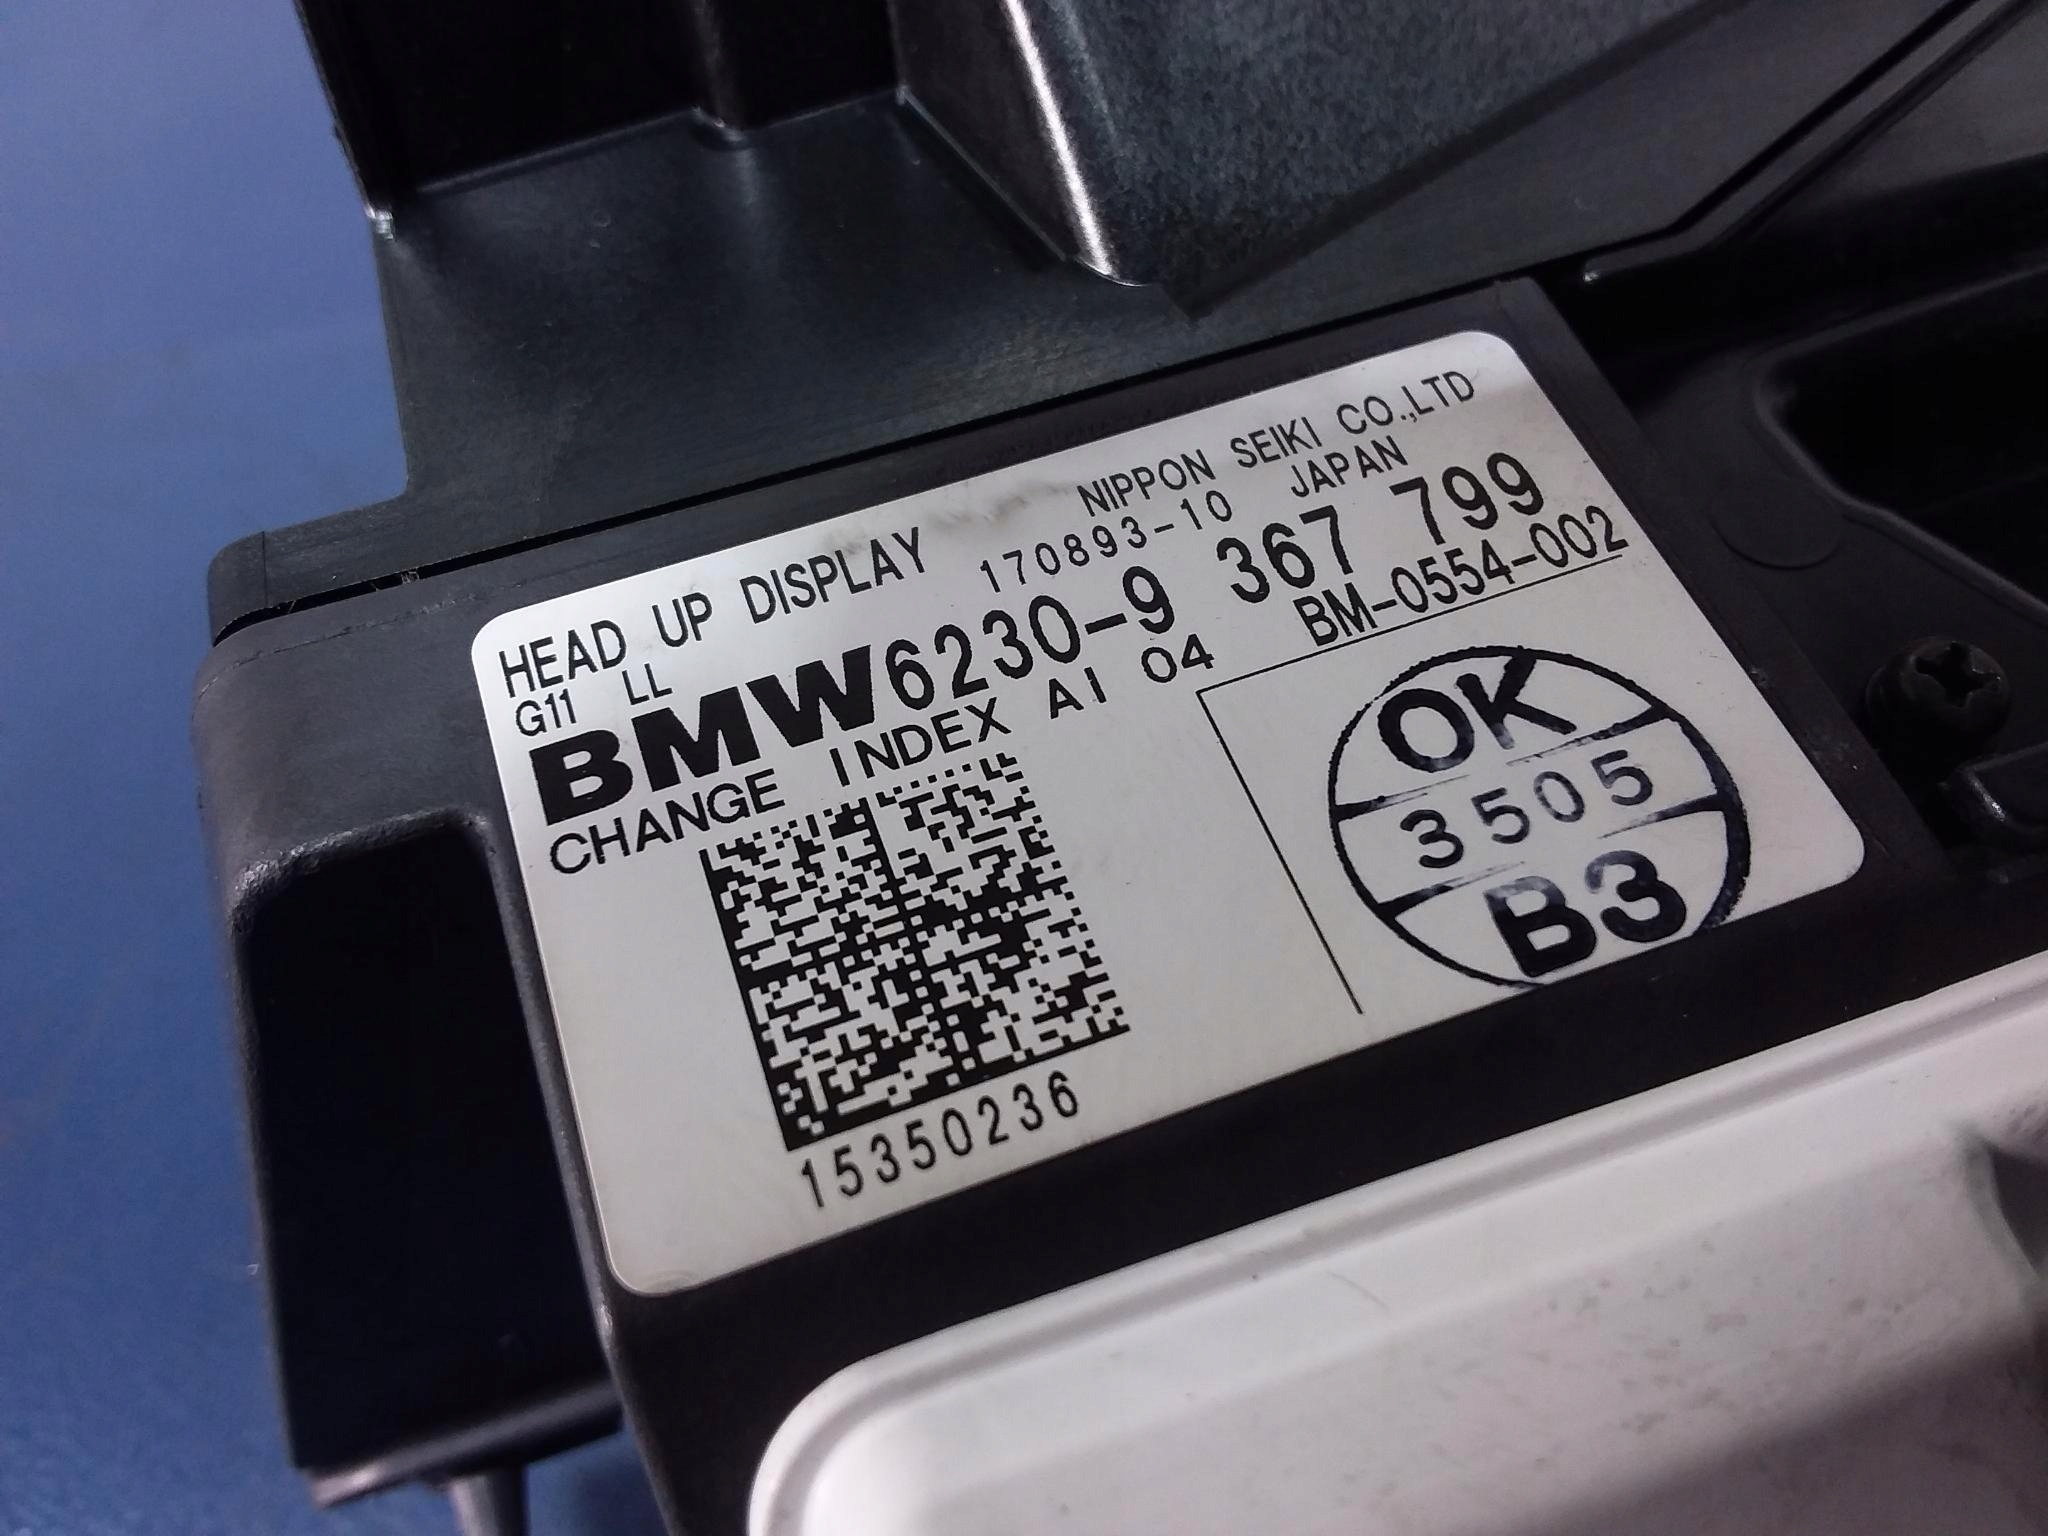 HEAD UP DISPLAY NIPPON SEIKI CO.,LTD
G11 LL 170893-10 JAPAN
BMW6230-9 367 799
CHANGE INDEX AI 04 BM-0554-002
OK
3505
B3
15350236